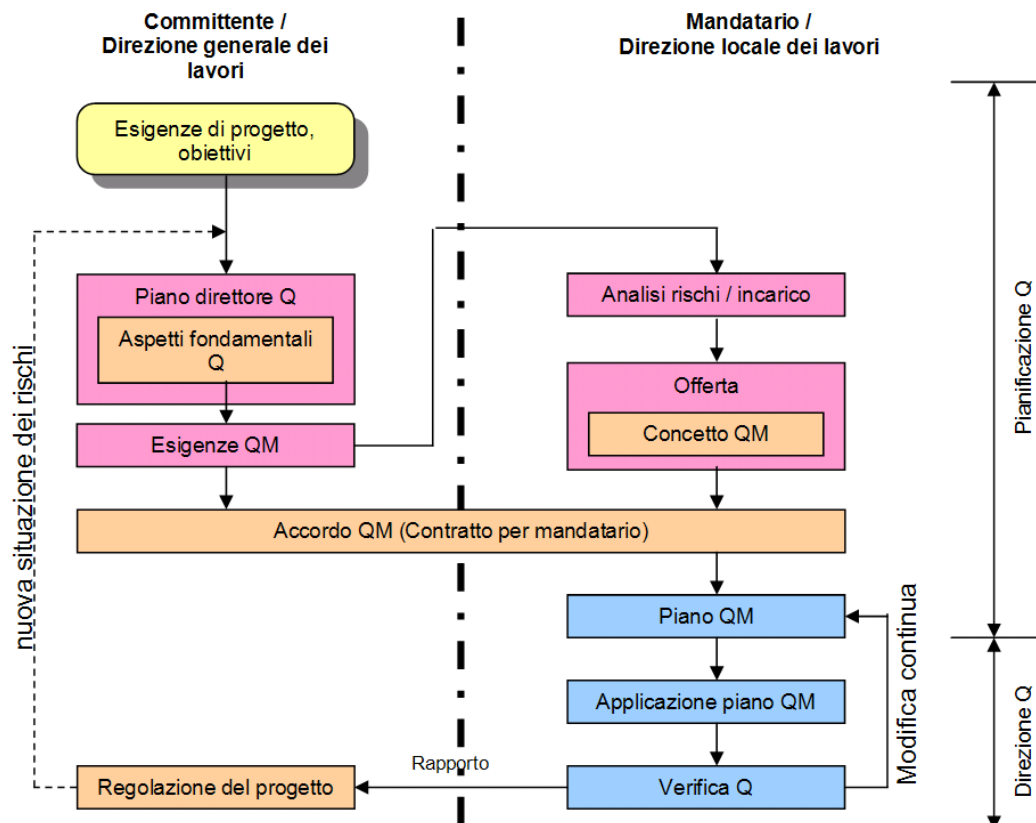 Committente /
Direzione generale dei
lavori
Mandatario /
Direzione locale dei lavori
Esigenze di progetto,
obiettivi
Piano direttore Q
Aspetti fondamentali
Q
Esigenze QM
Analisi rischi / incarico
Offerta
Concetto QM
Accordo QM (Contratto per mandatario)
Piano QM
Applicazione piano QM
Verifica Q
Rapporto
Regolazione del progetto
nuova situazione dei rischi
Modifica continua
Pianificazione Q
Direzione Q